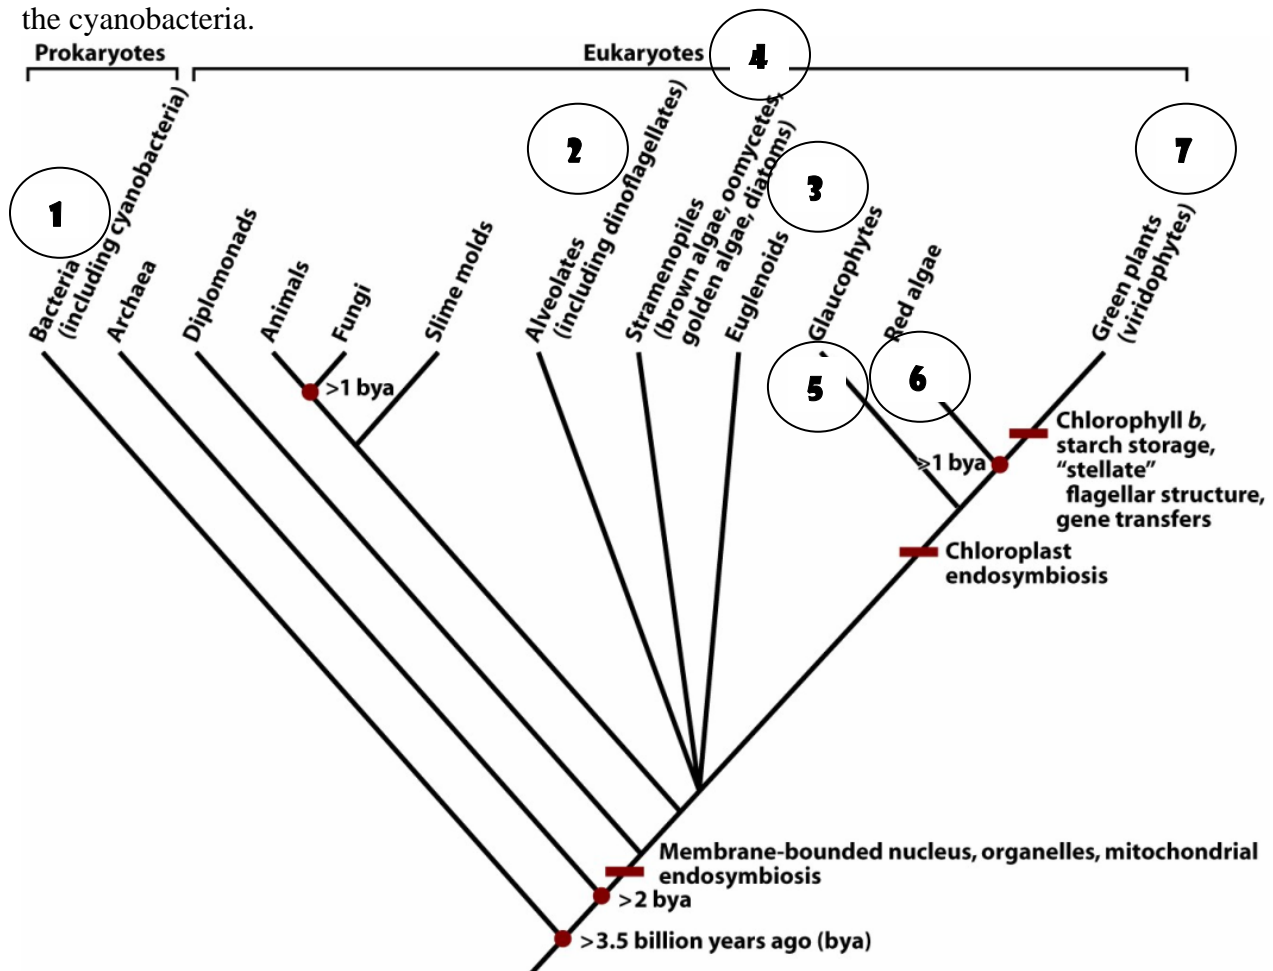 the cyanobacteria.
Prokaryotes
Eukaryotes
4
2
7
3
1
Bacteria
(including cyanobacteria)
Archaea
Diplomonads
Animals
Fungi
Slime molds
Alveolates
(including dinoflagellates)
Stramenopiles
(brown algae, oomycetes,
golden algae, diatoms)
Euglenoids
Glaucophytes
Red algae
Green plants
(viridophytes)
>1 bya
5
6
Chlorophyll b,
starch storage,
“stellate”
flagellar structure,
gene transfers
>1 bya
Chloroplast
endosymbiosis
Membrane-bounded nucleus, organelles, mitochondrial
endosymbiosis
>2 bya
>3.5 billion years ago (bya)